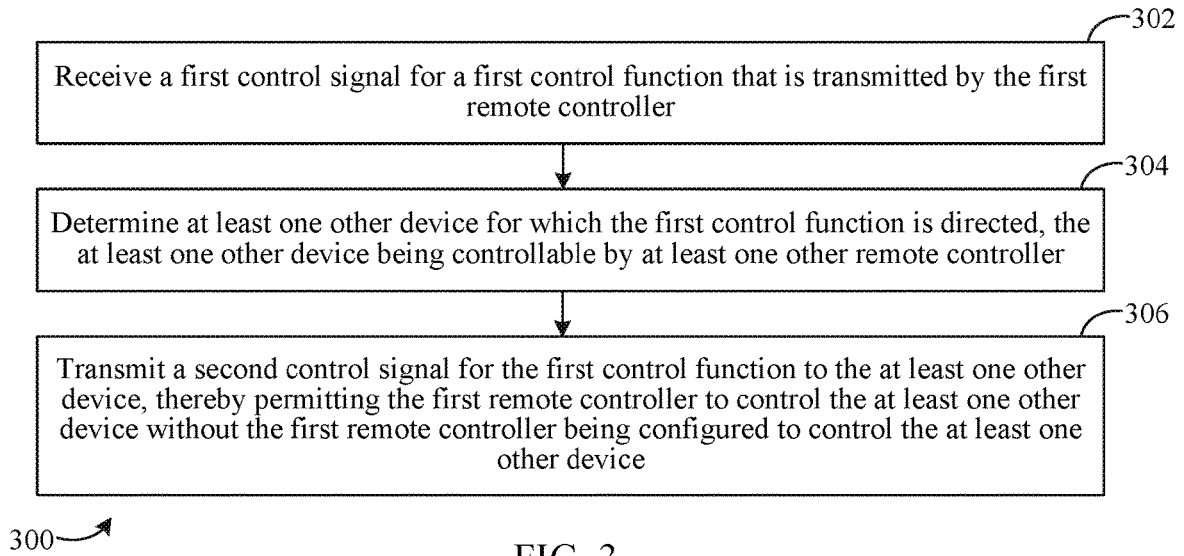 302
Receive a first control signal for a first control function that is transmitted by the first
remote controller
304
Determine at least one other device for which the first control function is directed, the
at least one other device being controllable by at least one other remote controller
306
Transmit a second control signal for the first control function to the at least one other
device, thereby permitting the first remote controller to control the at least one other
device without the first remote controller being configured to control the at least one
other device
300